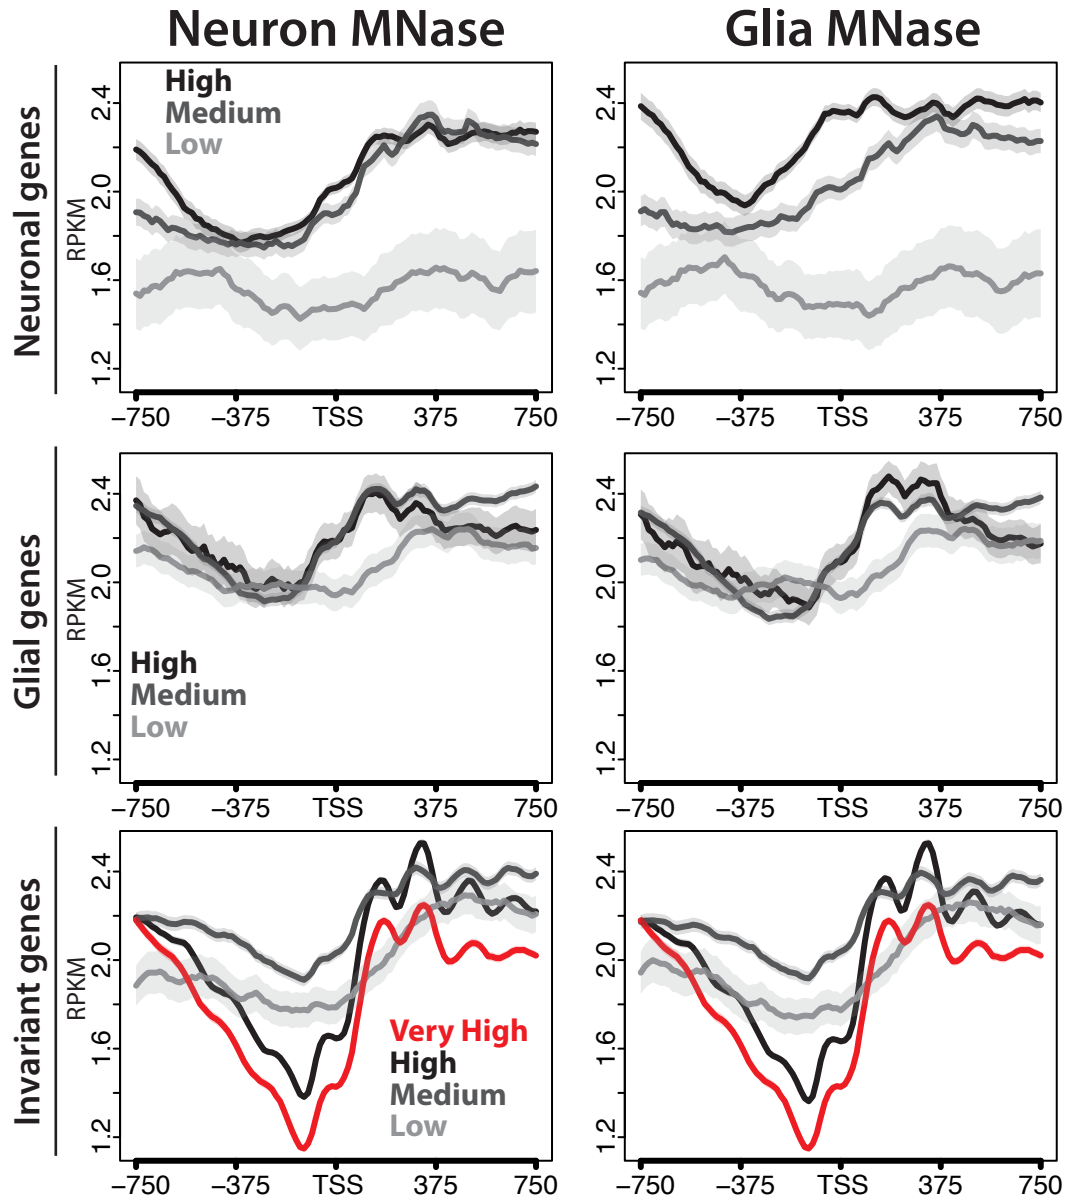 Neuron MNase
Glia MNase
Neuronal genes
RPKM
2.4
2.0
1.6
1.2
High
Medium
Low
−750
−375
TSS
375
750
2.4
2.0
1.6
1.2
−750
−375
TSS
375
750
Glial genes
RPKM
2.4
2.0
1.6
1.2
High
Medium
Low
−750
−375
TSS
375
750
2.4
2.0
1.6
1.2
−750
−375
TSS
375
750
Invariant genes
RPKM
2.4
2.0
1.6
1.2
Very High
High
Medium
Low
−750
−375
TSS
375
750
2.4
2.0
1.6
1.2
−750
−375
TSS
375
750